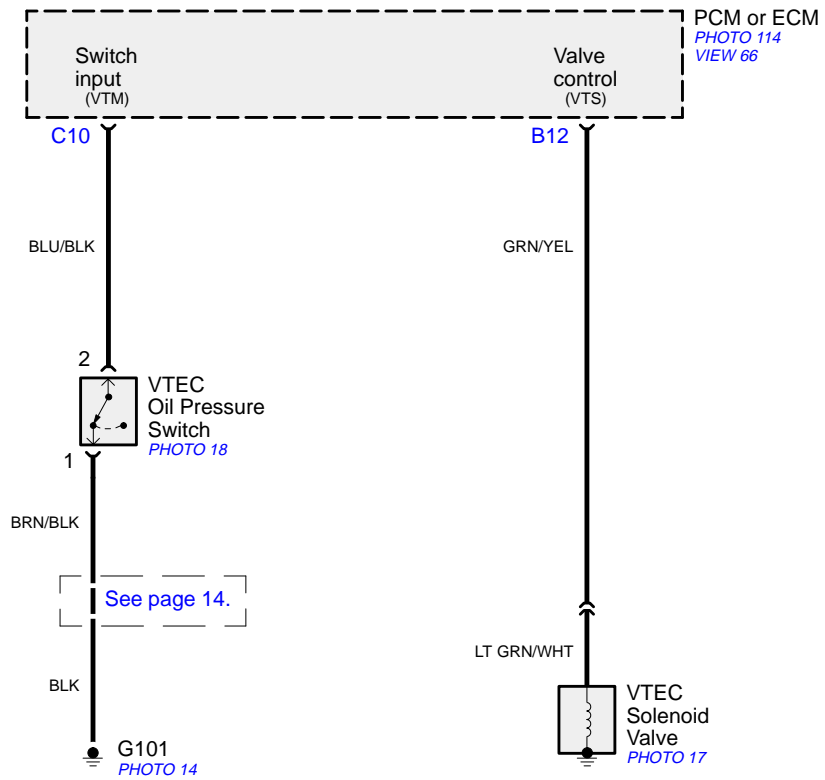 PCM or ECM
PHOTO 114
VIEW 66
Switch
input
(VTM)
Valve
control
(VTS)
C10
B12
BLU/BLK
GRN/YEL
2
VTEC
Oil Pressure
Switch
PHOTO 18
1
BRN/BLK
See page 14.
BLK
G101
PHOTO 14
LT GRN/WHT
VTEC
Solenoid
Valve
PHOTO 17